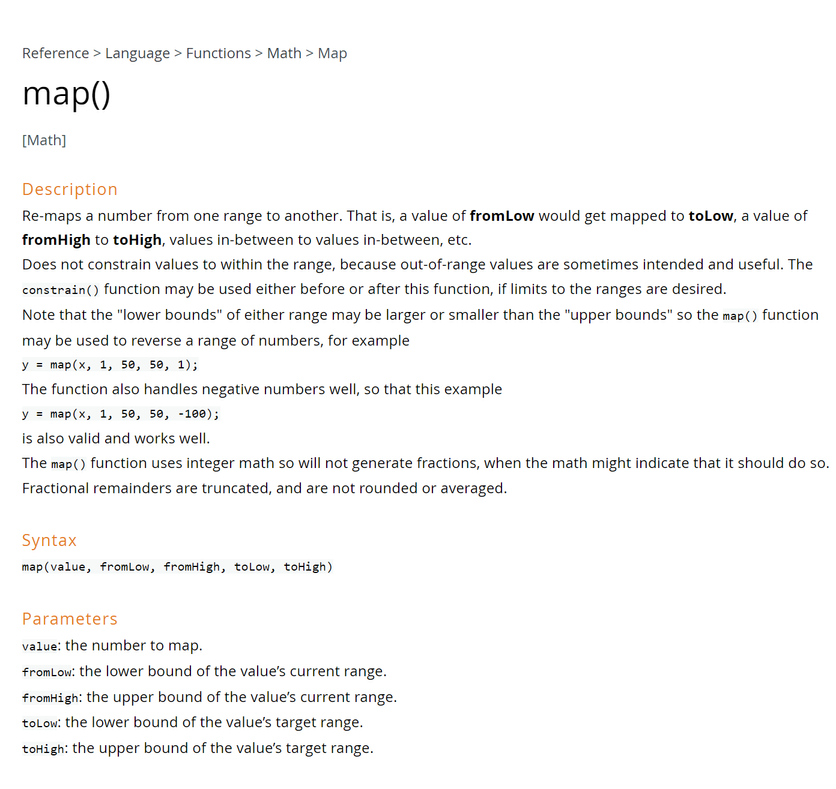 Reference > Language > Functions > Math > Map
map()
[Math]
Description
Re-maps a number from one range to another. That is, a value of fromLow would get mapped to toLow, a value of
fromHigh to toHigh, values in-between to values in-between, etc.
Does not constrain values to within the range, because out-of-range values are sometimes intended and useful. The
constrain() function may be used either before or after this function, if limits to the ranges are desired.
Note that the "lower bounds" of either range may be larger or smaller than the "upper bounds" so the map() function
may be used to reverse a range of numbers, for example
y = map(x, 1, 50, 50, 1);
The function also handles negative numbers well, so that this example
y = map(x, 1, 50, 50, -100);
is also valid and works well.
The map() function uses integer math so will not generate fractions, when the math might indicate that it should do so.
Fractional remainders are truncated, and are not rounded or averaged.
Syntax
map(value, fromLow, fromHigh, toLow, toHigh)
Parameters
value: the number to map.
fromLow: the lower bound of the value’s current range.
fromHigh: the upper bound of the value’s current range.
toLow: the lower bound of the value’s target range.
toHigh: the upper bound of the value’s target range.